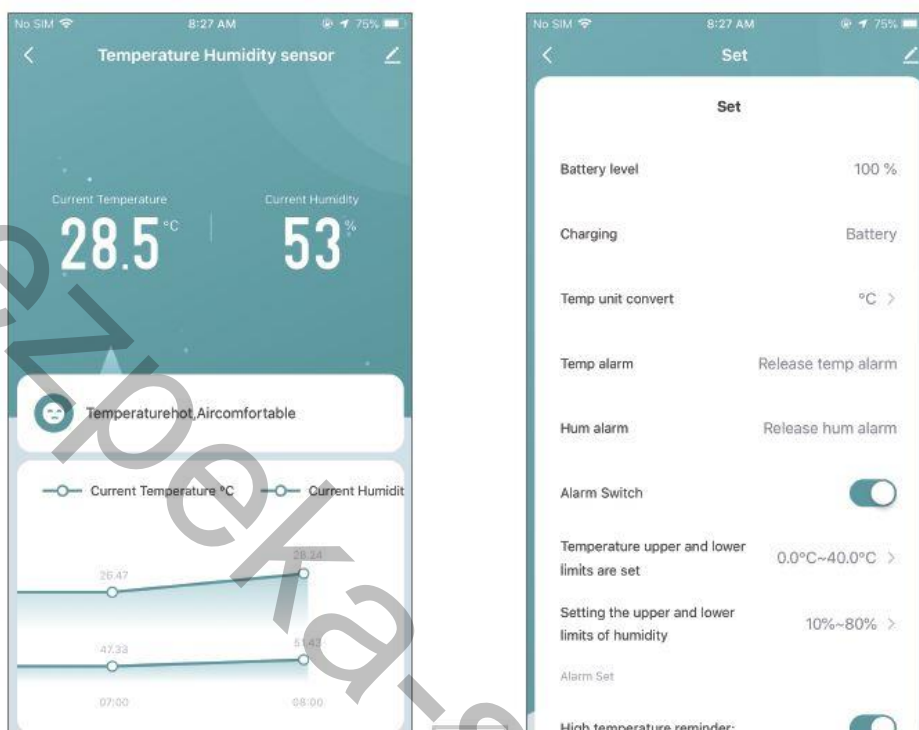 No SIM 8:27 AM 75%
Temperature Humidity sensor
Current Temperature Current Humidity
28.5 °C 53 %
Temperaturehot,Aircomfortable
Current Temperature °C Current Humidit
26.47 28.24
47.33 51.43
07:00 08:00
No SIM 8:27 AM 75%
Set
Set
Battery level 100 %
Charging Battery
Temp unit convert °C >
Temp alarm Release temp alarm
Hum alarm Release hum alarm
Alarm Switch
Temperature upper and lower
limits are set 0.0°C~40.0°C >
Setting the upper and lower
limits of humidity 10%~80% >
Alarm Set
High temperature reminder: